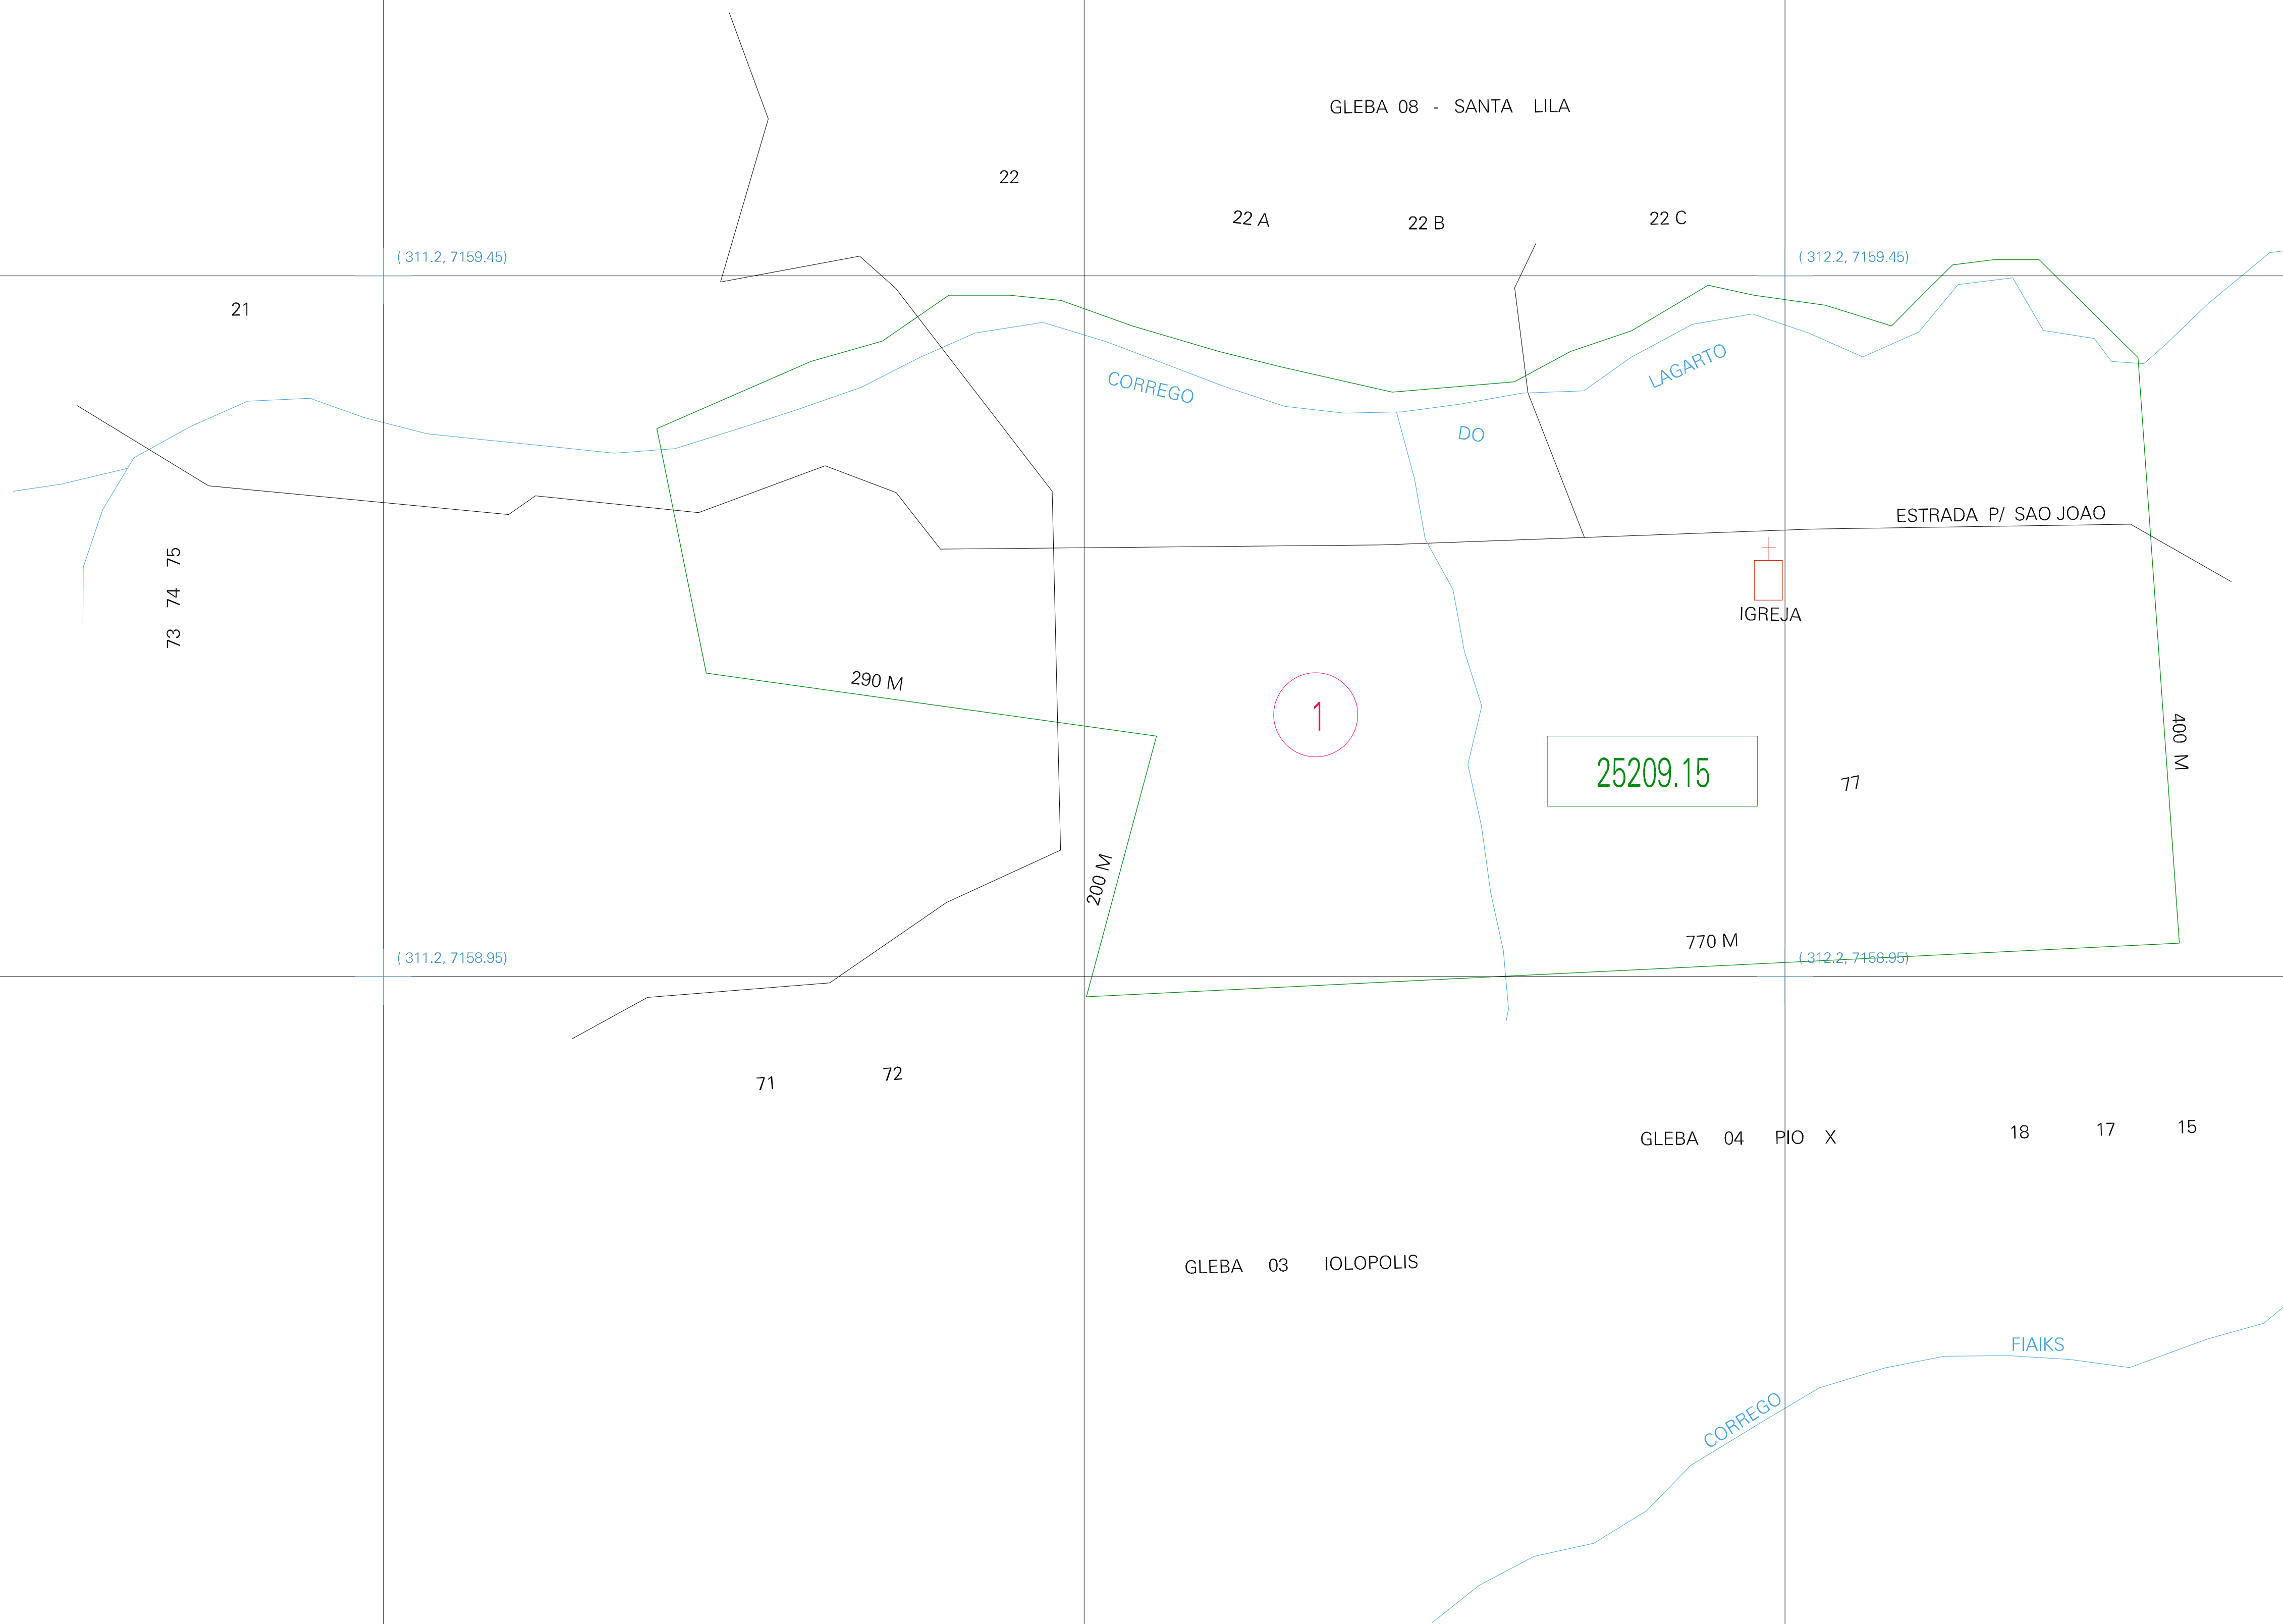 GLEBA 08 - SANTA LILA
22
22 A
22 B
22 C
( 311.2, 7159.45)
( 312.2, 7159.45)
21
CORREGO
DO
LAGARTO
ESTRADA P/ SAO JOAO
73 74 75
IGREJA
290 M
1
25209.15
77
400 M
200 M
770 M
( 311.2, 7158.95)
( 312.2, 7158.95)
71
72
GLEBA 04 PIO X
18
17
15
GLEBA 03 IOLOPOLIS
CORREGO
FIAIKS